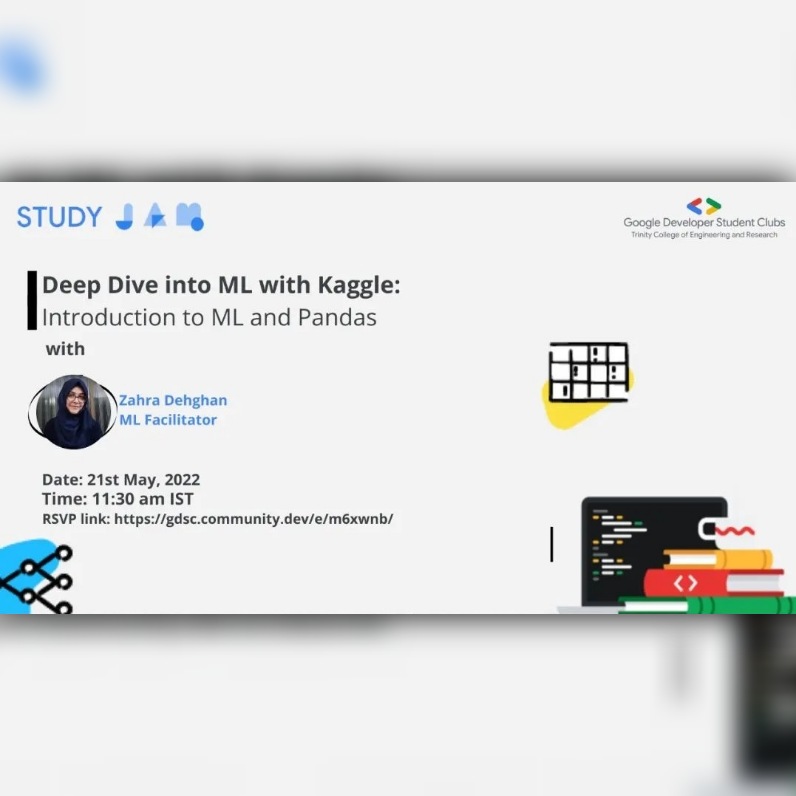 STUDY JAM
Google Developer Student Clubs
Trinity College of Engineering and Research
Deep Dive into ML with Kaggle:
Introduction to ML and Pandas
with
Zahra Dehghan
ML Facilitator
Date: 21st May, 2022
Time: 11:30 am IST
RSVP link: https://gdsc.community.dev/e/m6xwnb/